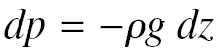 dp = −ρg dz